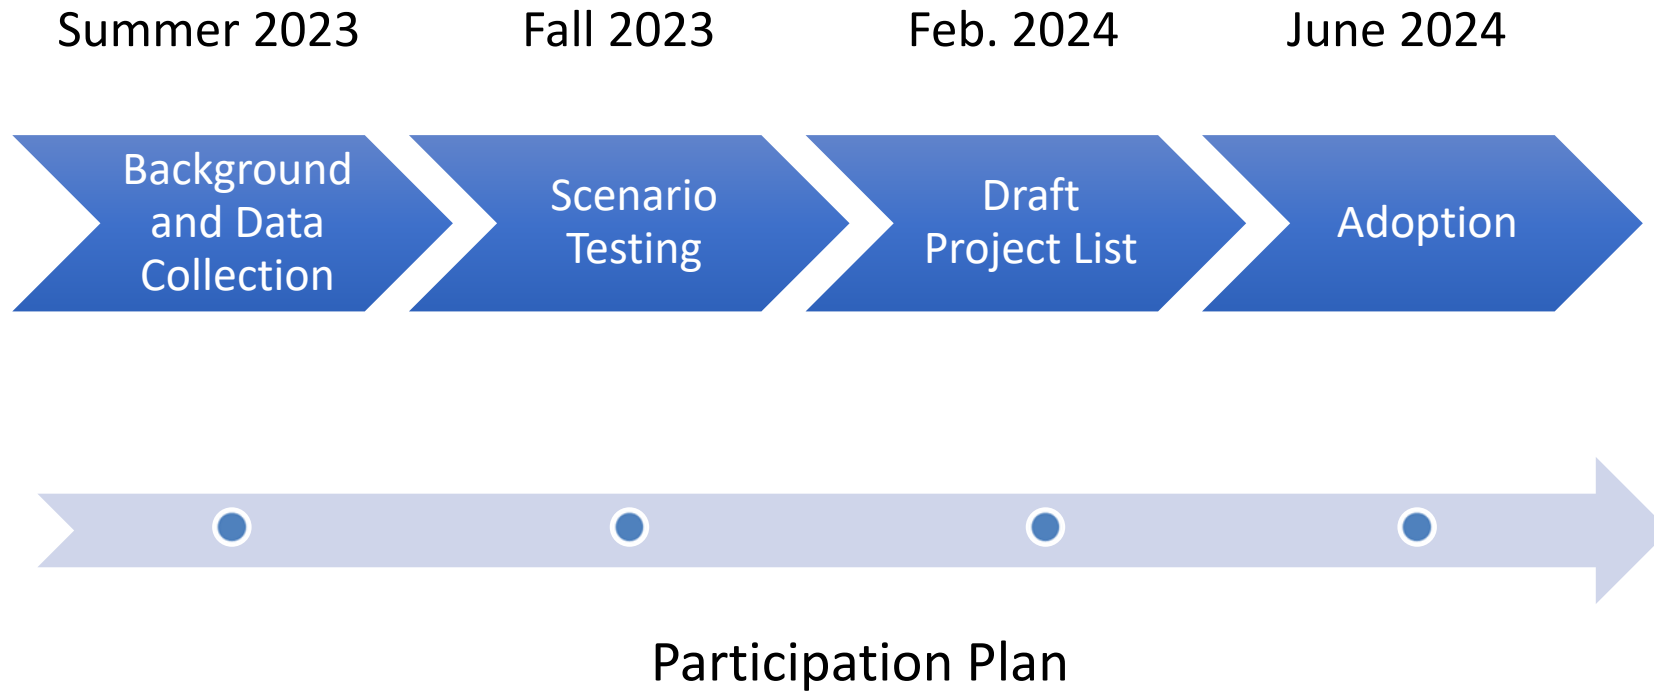 Summer 2023
Fall 2023
Feb. 2024
June 2024
Background
and Data
Collection
Scenario
Testing
Draft
Project List
Adoption
Participation Plan